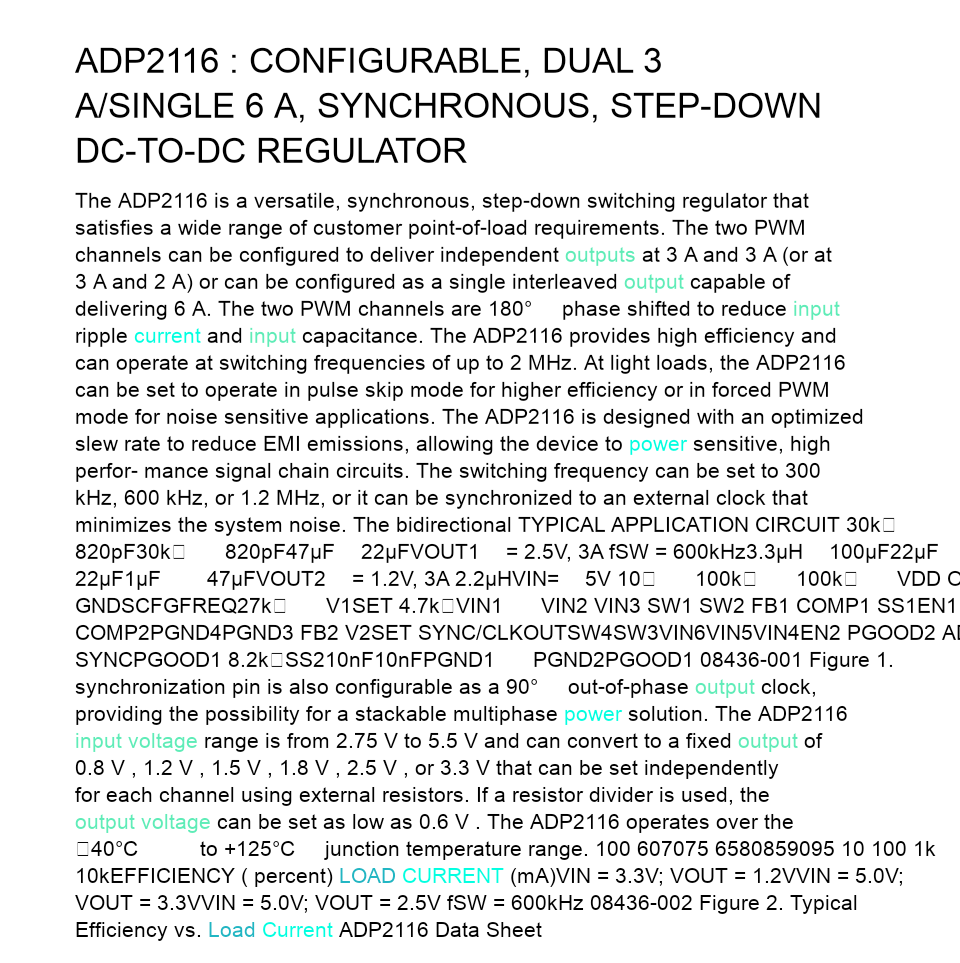 ADP2116 : CONFIGURABLE, DUAL 3
A/SINGLE 6 A, SYNCHRONOUS, STEP-DOWN
DC-TO-DC REGULATOR
The ADP2116 is a versatile, synchronous, step-down switching regulator that
satisfies a wide range of customer point-of-load requirements. The two PWM
channels can be configured to deliver independent outputs at 3 A and 3 A (or at
3 A and 2 A) or can be configured as a single interleaved output capable of
delivering 6 A. The two PWM channels are 180° phase shifted to reduce input
ripple current and input capacitance. The ADP2116 provides high efficiency and
can operate at switching frequencies of up to 2 MHz. At light loads, the ADP2116
can be set to operate in pulse skip mode for higher efficiency or in forced PWM
mode for noise sensitive applications. The ADP2116 is designed with an optimized
slew rate to reduce EMI emissions, allowing the device to power sensitive, high
perfor- mance signal chain circuits. The switching frequency can be set to 300
kHz, 600 kHz, or 1.2 MHz, or it can be synchronized to an external clock that
minimizes the system noise. The bidirectional TYPICAL APPLICATION CIRCUIT 30k□
820pF30k□ 820pF47µF 22µFVOUT1 = 2.5V, 3A fSW = 600kHz3.3µH 100µF22µF
22µF1µF 47µFVOUT2 = 1.2V, 3A 2.2µHVIN= 5V 10□ 100k□ 100k□ VDD
GNDSCFGFREQ27k□ V1SET 4.7k□VIN1 VIN2 VIN3 SW1 SW2 FB1 COMP1 SS1EN1
COMP2PGND4PGND3 FB2 V2SET SYNC/CLKOUTSW4SW3VIN6VIN5VIN4EN2 PGOOD2
SYNCPGOOD1 8.2k□SS210nF10nFPGND1 PGND2PGOOD1 08436-001 Figure 1.
synchronization pin is also configurable as a 90° out-of-phase output clock,
providing the possibility for a stackable multiphase power solution. The ADP2116
input voltage range is from 2.75 V to 5.5 V and can convert to a fixed output of
0.8 V , 1.2 V , 1.5 V , 1.8 V , 2.5 V , or 3.3 V that can be set independently
for each channel using external resistors. If a resistor divider is used, the
output voltage can be set as low as 0.6 V . The ADP2116 operates over the
□40°C to +125°C junction temperature range. 100 607075 6580859095 10 100 1k
10kEFFICIENCY ( percent) LOAD CURRENT (mA)VIN = 3.3V; VOUT = 1.2VVIN = 5.0V;
VOUT = 3.3VVIN = 5.0V; VOUT = 2.5V fSW = 600kHz 08436-002 Figure 2. Typical
Efficiency vs. Load Current ADP2116 Data Sheet